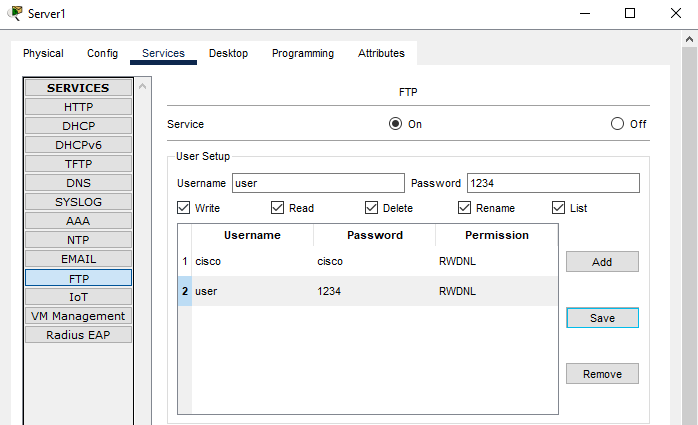 Server1
Physical Config Services Desktop Programming Attributes
SERVICES
HTTP
DHCP
DHCPv6
TFTP
DNS
SYSLOG
AAA
NTP
EMAIL
FTP
IoT
VM Management
Radius EAP
FTP
Service On Off
User Setup
Username user Password 1234
Write Read Delete Rename List
Username Password Permission
1 cisco cisco RWDNL
2 user 1234 RWDNL
Add
Save
Remove